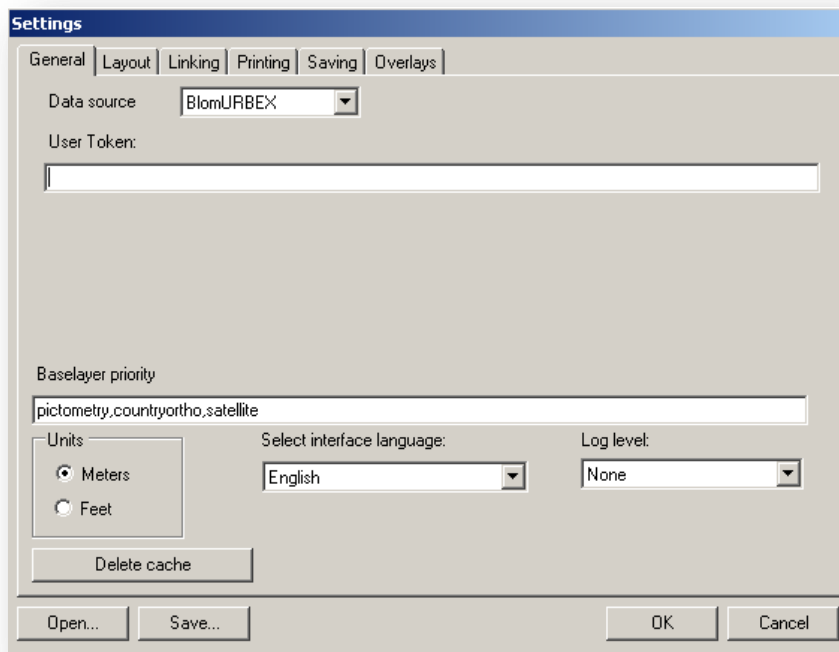 Settings
General Layout Linking Printing Saving Overlays
Data source BlomURBEX
User Token:
Baselayer priority
pictometry,countryortho,satellite
Units Select interface language: Log level:
Meters English None
Feet
Delete cache
Open... Save... OK Cancel